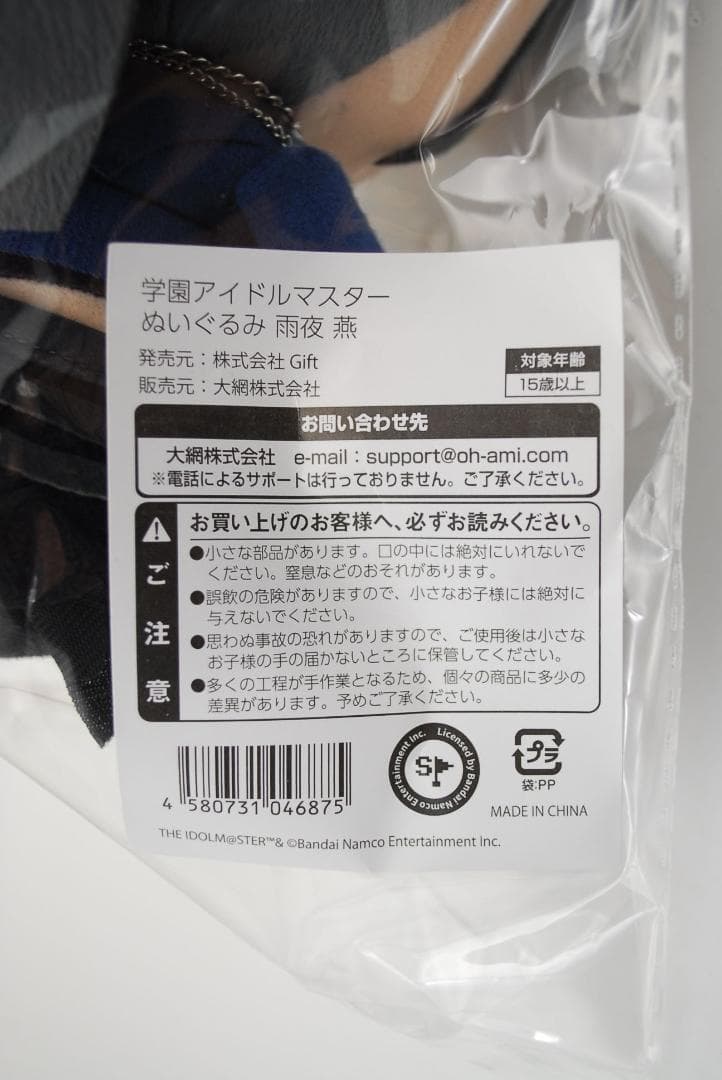 学園アイドルマスター
ぬいぐるみ 雨夜 燕
発売元：株式会社 Gift
販売元：大網株式会社
対象年齢
15歳以上
お問い合わせ先
大網株式会社 e-mail：support@oh-ami.com
※電話によるサポートは行っておりません。ご了承ください。
ご注意
お買い上げのお客様へ、必ずお読みください。
●小さな部品があります。口の中には絶対にいれないで
ください。窒息などのおそれがあります。
●誤飲の危険がありますので、小さなお子様には絶対に
与えないでください。
●思わぬ事故の恐れがありますので、ご使用後は小さな
お子様の手の届かないところに保管してください。
●多くの工程が手作業となるため、個々の商品に多少の
差異があります。予めご了承ください。
4 580731 046875
Licensed by Bandai Namco Entertainment Inc.
S
プラ
袋:PP
MADE IN CHINA
THE IDOLM@STER™& ©Bandai Namco Entertainment Inc.